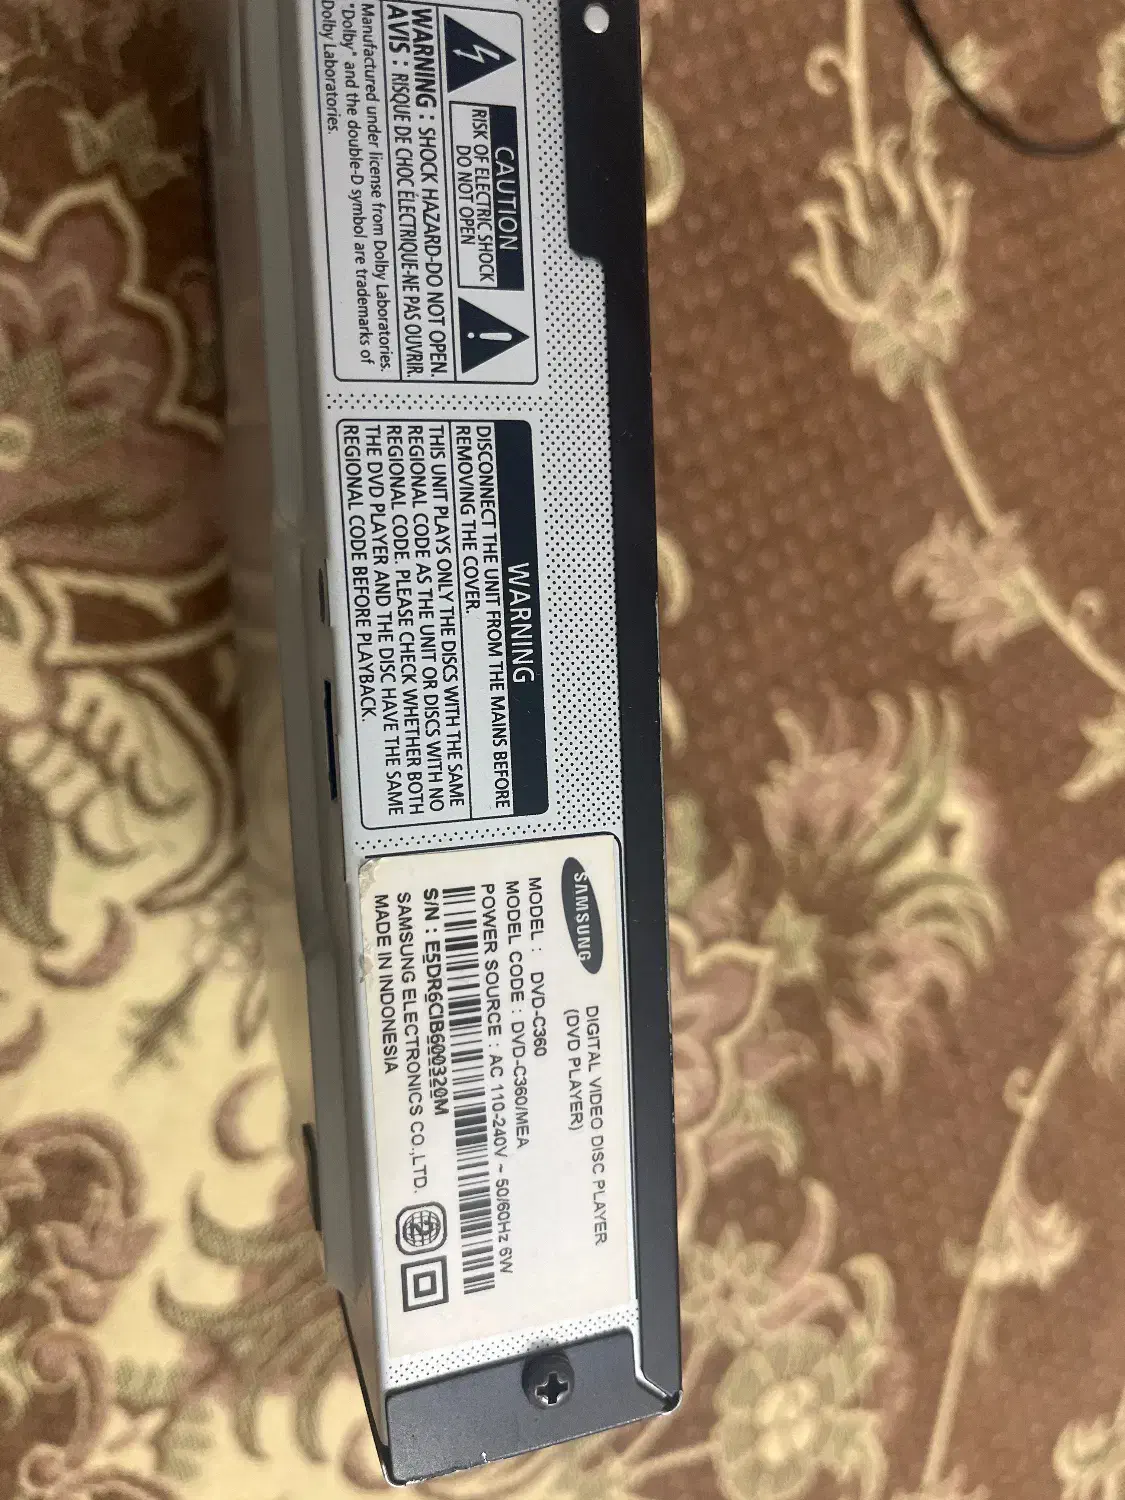 CAUTION
RISK OF ELECTRIC SHOCK
DO NOT OPEN
WARNING : SHOCK HAZARD-DO NOT OPEN.
AVIS : RISQUE DE CHOC ÉLECTRIQUE-NE PAS OUVRIR.
Manufactured under license from Dolby Laboratories.
"Dolby" and the double-D symbol are trademarks of
Dolby Laboratories.
WARNING
DISCONNECT THE UNIT FROM THE MAINS BEFORE
REMOVING THE COVER.
THIS UNIT PLAYS ONLY THE DISCS WITH THE SAME
REGIONAL CODE AS THE UNIT OR DISCS WITH NO
REGIONAL CODE. PLEASE CHECK WHETHER BOTH
THE DVD PLAYER AND THE DISC HAVE THE SAME
REGIONAL CODE BEFORE PLAYBACK.
SAMSUNG
DIGITAL VIDEO DISC PLAYER
(DVD PLAYER)
MODEL : DVD-C360
MODEL CODE : DVD-C360/MEA
POWER SOURCE : AC 110-240V ~ 50/60Hz 6W
S/N : E5DR6CIB600320M
SAMSUNG ELECTRONICS CO.,LTD.
MADE IN INDONESIA
2